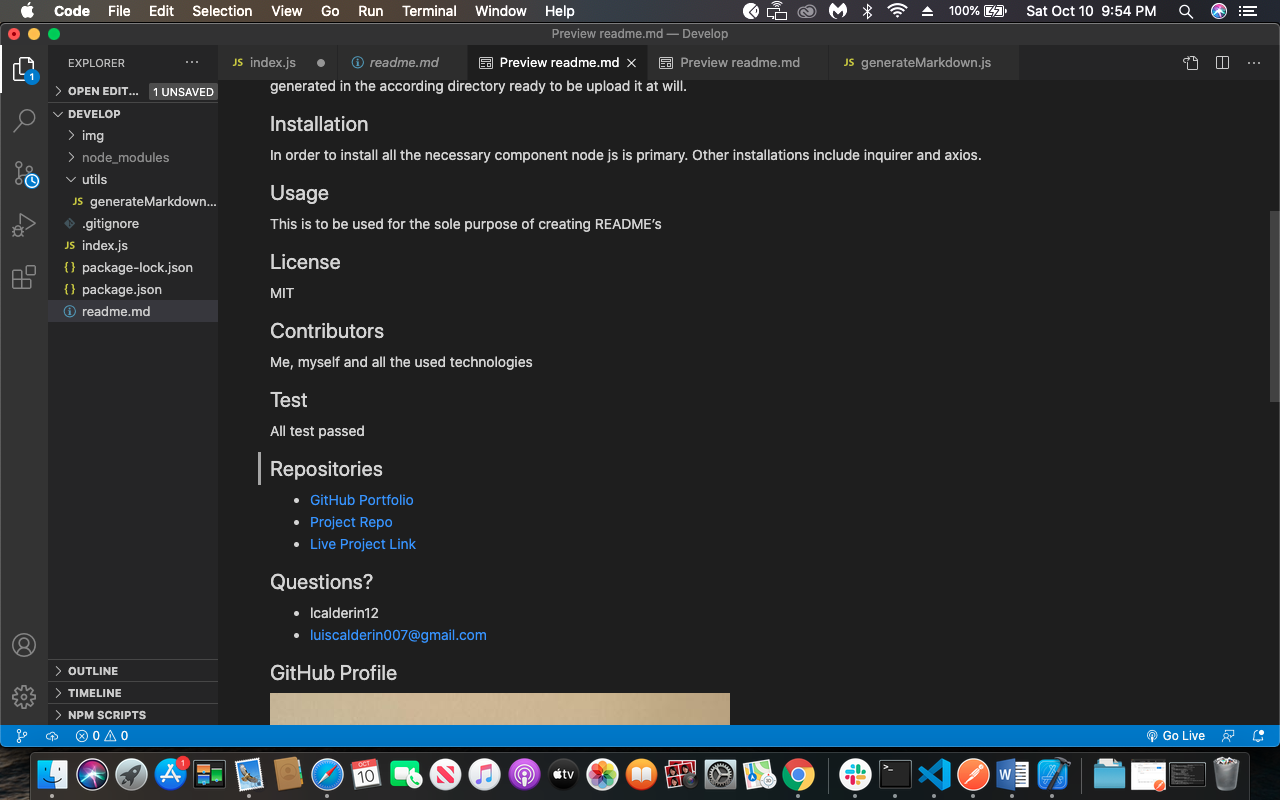 Code File Edit Selection View Go Run Terminal Window Help 100% Sat Oct 10 9:54 PM
Preview readme.md — Develop
EXPLORER ··· JS index.js readme.md Preview readme.md Preview readme.md JS generateMarkdown.js ···
1
OPEN EDIT... 1 UNSAVED
DEVELOP
img
node_modules
utils
JS generateMarkdown...
.gitignore
JS index.js
{} package-lock.json
{} package.json
readme.md
OUTLINE
TIMELINE
NPM SCRIPTS
generated in the according directory ready to be upload it at will.
Installation
In order to install all the necessary component node js is primary. Other installations include inquirer and axios.
Usage
This is to be used for the sole purpose of creating README’s
License
MIT
Contributors
Me, myself and all the used technologies
Test
All test passed
Repositories
• GitHub Portfolio
• Project Repo
• Live Project Link
Questions?
• lcalderin12
• luiscalderin007@gmail.com
GitHub Profile
0 0 Go Live
1 OCT 10 tv